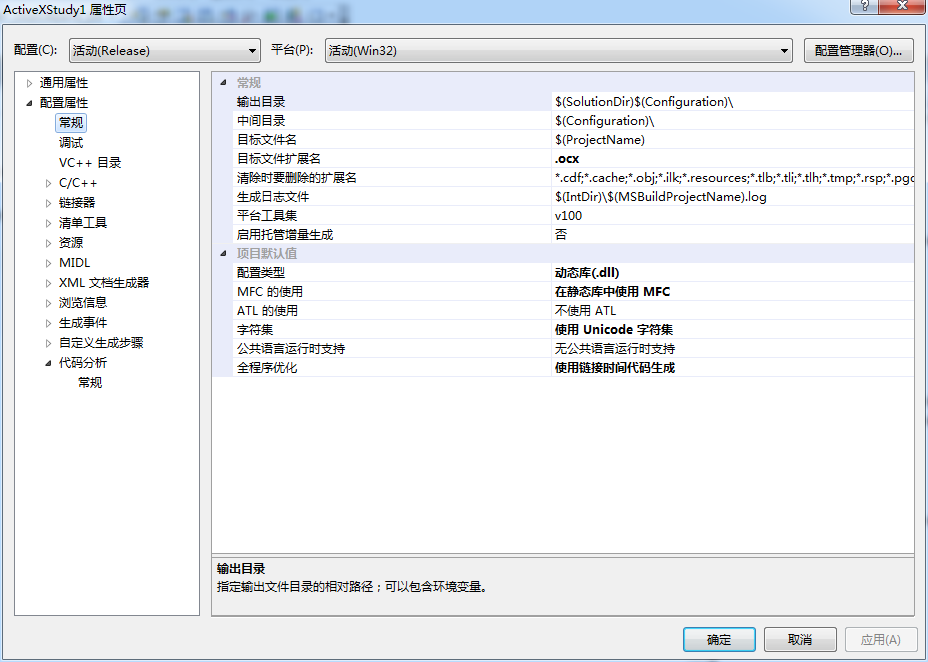 ActiveXStudy1 属性页
配置(C): 活动(Release) 平台(P): 活动(Win32) 配置管理器(O)...
通用属性
配置属性
常规
调试
VC++ 目录
C/C++
链接器
清单工具
资源
MIDL
XML 文档生成器
浏览信息
生成事件
自定义生成步骤
代码分析
常规
常规
输出目录 $(SolutionDir)$(Configuration)\
中间目录 $(Configuration)\
目标文件名 $(ProjectName)
目标文件扩展名 .ocx
清除时要删除的扩展名 *.cdf;*.cache;*.obj;*.ilk;*.resources;*.tlb;*.tli;*.tlh;*.tmp;*.rsp;*.pgc
生成日志文件 $(IntDir)\$(MSBuildProjectName).log
平台工具集 v100
启用托管增量生成 否
项目默认值
配置类型 动态库(.dll)
MFC 的使用 在静态库中使用 MFC
ATL 的使用 不使用 ATL
字符集 使用 Unicode 字符集
公共语言运行时支持 无公共语言运行时支持
全程序优化 使用链接时间代码生成
输出目录
指定输出文件目录的相对路径；可以包含环境变量。
确定 取消 应用(A)